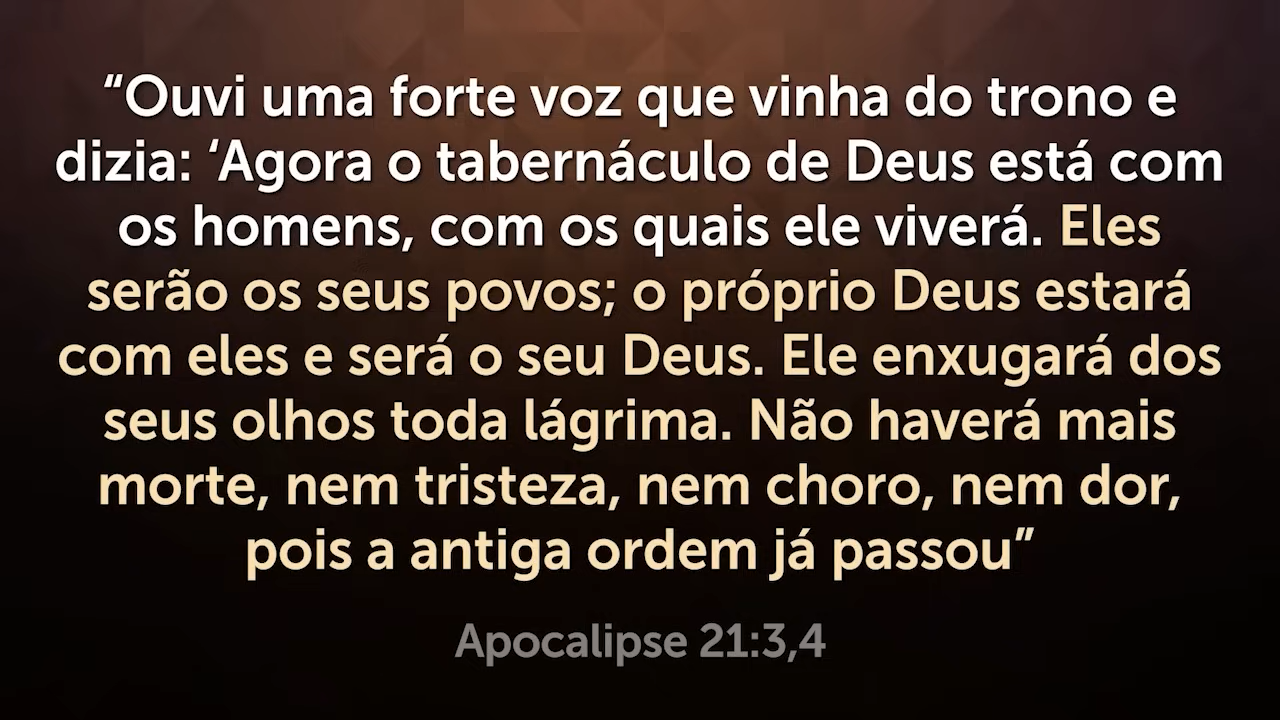 “Ouvi uma forte voz que vinha do trono e
dizia: ‘Agora o tabernáculo de Deus está com
os homens, com os quais ele viverá. Eles
serão os seus povos; o próprio Deus estará
com eles e será o seu Deus. Ele enxugará dos
seus olhos toda lágrima. Não haverá mais
morte, nem tristeza, nem choro, nem dor,
pois a antiga ordem já passou”
Apocalipse 21:3,4